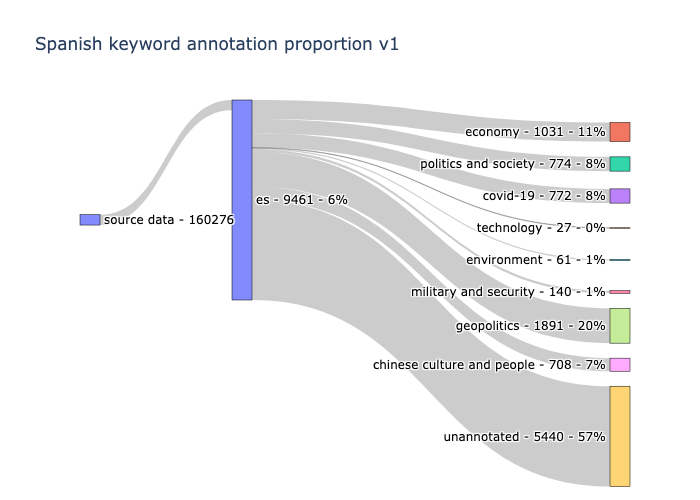 Spanish keyword annotation proportion v1
economy - 1031 - 11%
politics and society - 774 - 8%
covid-19 - 772 - 8%
es - 9461 - 6%
source data - 160276
technology - 27 - 0%
environment - 61 - 1%
military and security - 140 - 1%
geopolitics - 1891 - 20%
chinese culture and people - 708 - 7%
unannotated - 5440 - 57%